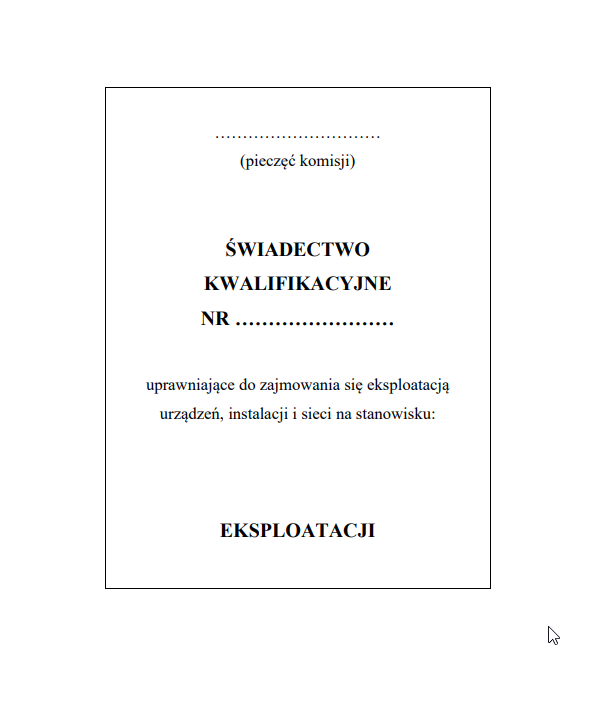 …………………………
(pieczęć komisji)
ŚWIADECTWO
KWALIFIKACYJNE
NR ……………………
uprawniające do zajmowania się eksploatacją
urządzeń, instalacji i sieci na stanowisku:
EKSPLOATACJI